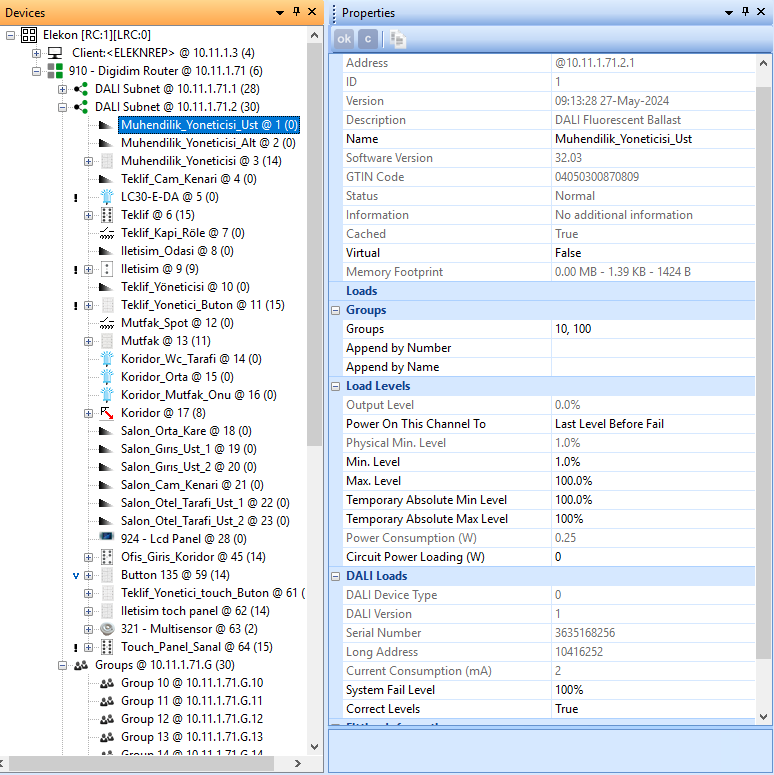 Devices
Elekon [RC:1][LRC:0]
Client:<ELEKNREP> @ 10.11.1.3 (4)
910 - Digidim Router @ 10.11.1.71 (6)
DALI Subnet @ 10.11.1.71.1 (28)
DALI Subnet @ 10.11.1.71.2 (30)
Muhendilik_Yoneticisi_Ust @ 1 (0)
Muhendilik_Yoneticisi_Alt @ 2 (0)
Muhendilik_Yoneticisi @ 3 (14)
Teklif_Cam_Kenari @ 4 (0)
! LC30-E-DA @ 5 (0)
Teklif @ 6 (15)
Teklif_Kapi_Röle @ 7 (0)
Iletisim_Odasi @ 8 (0)
! Iletisim @ 9 (9)
Teklif_Yöneticisi @ 10 (0)
! Teklif_Yonetici_Buton @ 11 (15)
Mutfak_Spot @ 12 (0)
Mutfak @ 13 (11)
Koridor_Wc_Tarafi @ 14 (0)
Koridor_Orta @ 15 (0)
Koridor_Mutfak_Onu @ 16 (0)
Koridor @ 17 (8)
Salon_Orta_Kare @ 18 (0)
Salon_Gırıs_Ust_1 @ 19 (0)
Salon_Gırıs_Ust_2 @ 20 (0)
Salon_Cam_Kenari @ 21 (0)
Salon_Otel_Tarafi_Ust_1 @ 22 (0)
Salon_Otel_Tarafi_Ust_2 @ 23 (0)
924 - Lcd Panel @ 28 (0)
Ofis_Giris_Koridor @ 45 (14)
v Button 135 @ 59 (14)
Teklif_Yonetici_touch_Buton @ 61 (
Iletisim toch panel @ 62 (14)
321 - Multisensor @ 63 (2)
! Touch_Panel_Sanal @ 64 (15)
Groups @ 10.11.1.71.G (30)
Group 10 @ 10.11.1.71.G.10
Group 11 @ 10.11.1.71.G.11
Group 12 @ 10.11.1.71.G.12
Group 13 @ 10.11.1.71.G.13
Group 14 @ 10.11.1.71.G.14
Properties
ok c
Address @10.11.1.71.2.1
ID 1
Version 09:13:28 27-May-2024
Description DALI Fluorescent Ballast
Name Muhendilik_Yoneticisi_Ust
Software Version 32.03
GTIN Code 04050300870809
Status Normal
Information No additional information
Cached True
Virtual False
Memory Footprint 0.00 MB - 1.39 KB - 1424 B
Loads
Groups
Groups 10, 100
Append by Number
Append by Name
Load Levels
Output Level 0.0%
Power On This Channel To Last Level Before Fail
Physical Min. Level 1.0%
Min. Level 1.0%
Max. Level 100.0%
Temporary Absolute Min Level 100.0%
Temporary Absolute Max Level 100%
Power Consumption (W) 0.25
Circuit Power Loading (W) 0
DALI Loads
DALI Device Type 0
DALI Version 1
Serial Number 3635168256
Long Address 10416252
Current Consumption (mA) 2
System Fail Level 100%
Correct Levels True